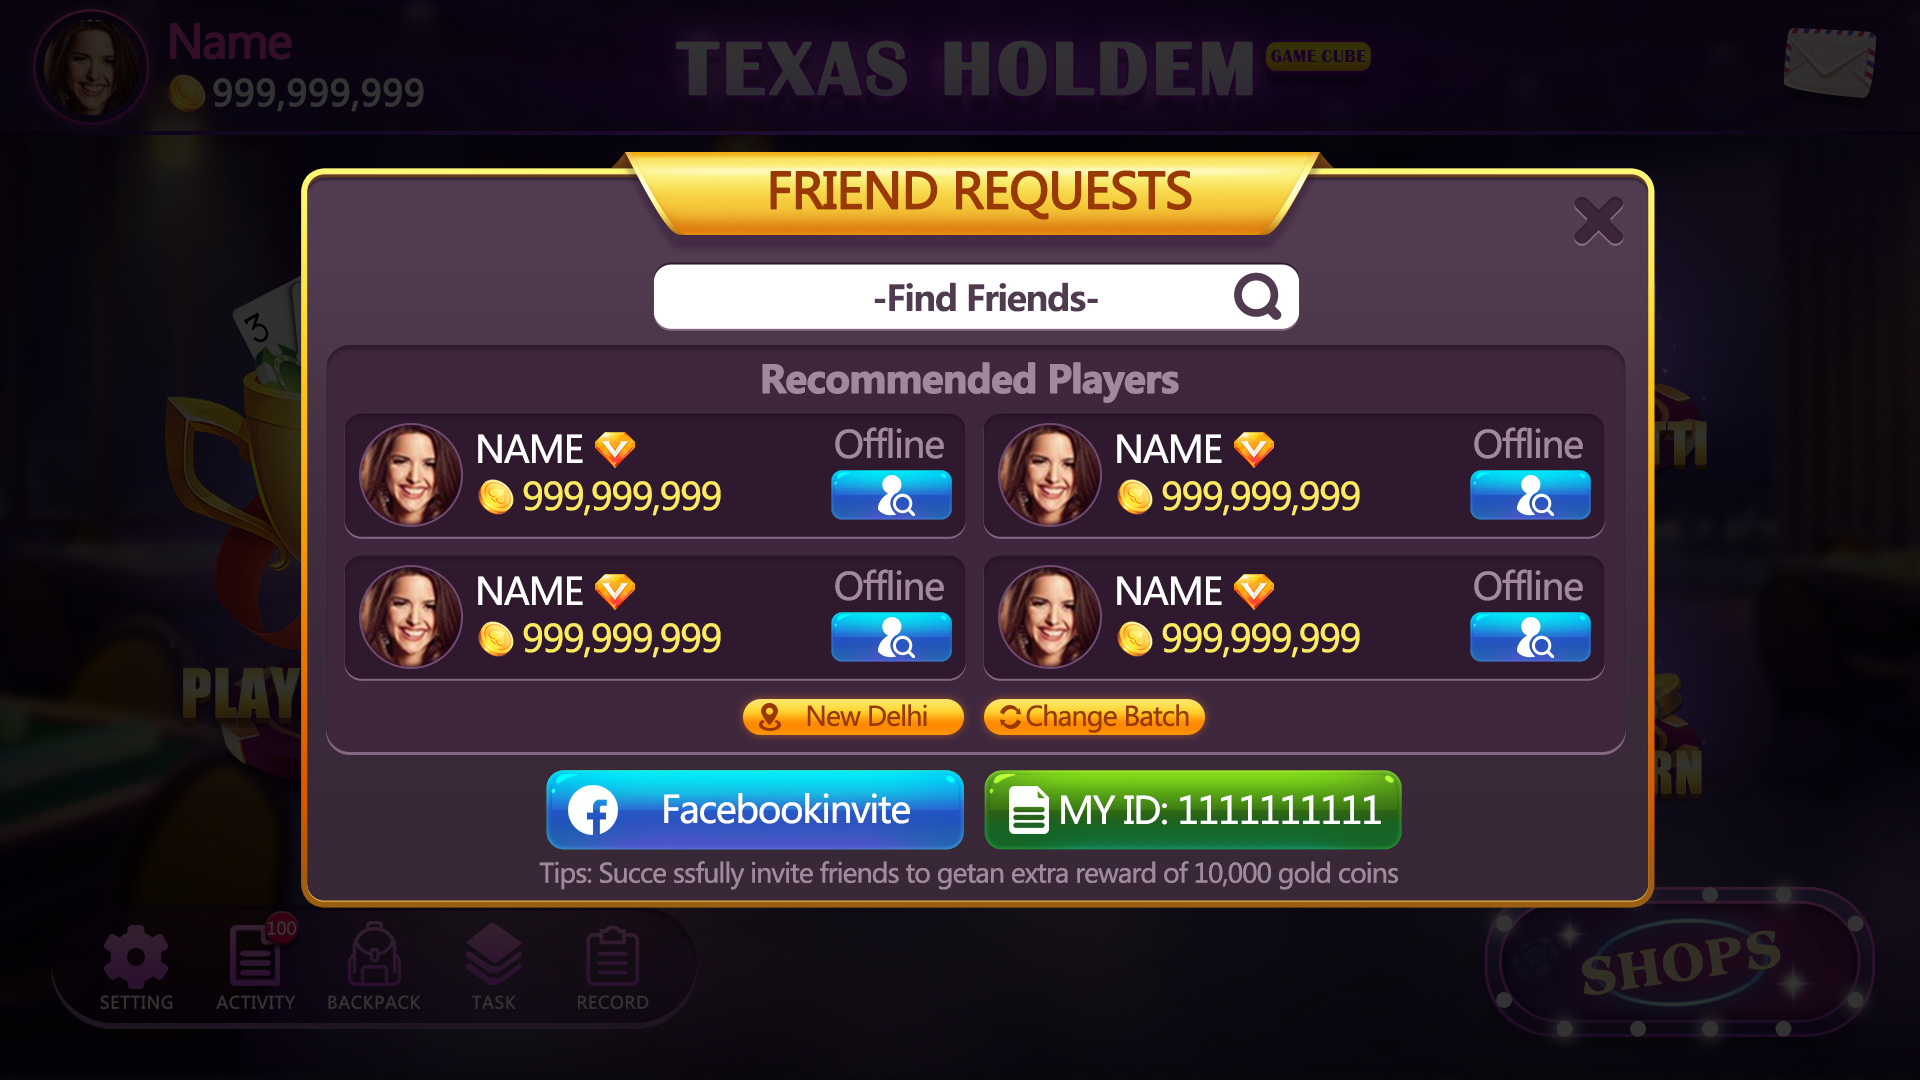 Name
999,999,999
TEXAS HOLDEM
GAME CUBE
FRIEND REQUESTS
-Find Friends-
3
Recommended Players
NAME
Offline
999,999,999
NAME
Offline
999,999,999
NAME
Offline
999,999,999
NAME
Offline
999,999,999
PLAY
New Delhi
Change Batch
Facebookinvite
MY ID: 1111111111
Tips: Succe ssfully invite friends to getan extra reward of 10,000 gold coins
100
SETTING
ACTIVITY
BACKPACK
TASK
RECORD
SHOPS